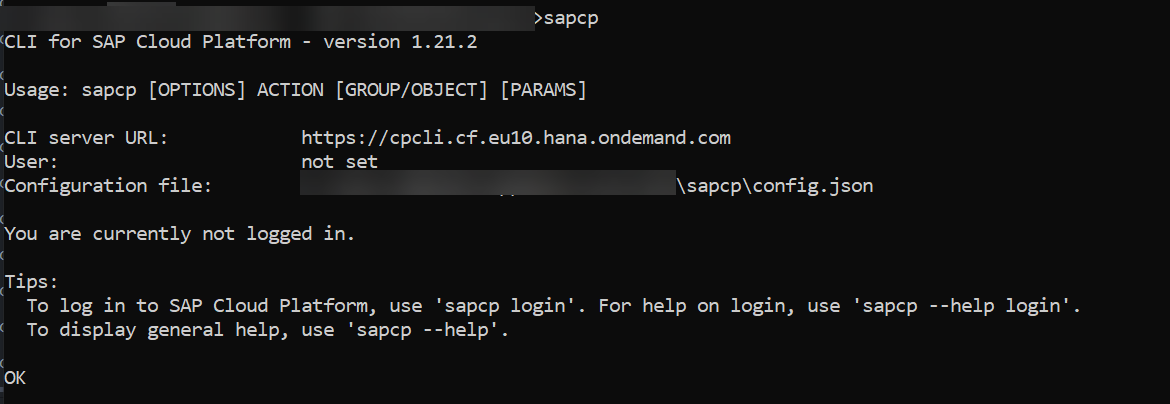 >sapcp
CLI for SAP Cloud Platform - version 1.21.2
Usage: sapcp [OPTIONS] ACTION [GROUP/OBJECT] [PARAMS]
CLI server URL: https://cpcli.cf.eu10.hana.ondemand.com
User: not set
Configuration file: \sapcp\config.json
You are currently not logged in.
Tips:
To log in to SAP Cloud Platform, use 'sapcp login'. For help on login, use 'sapcp --help login'.
To display general help, use 'sapcp --help'.
OK